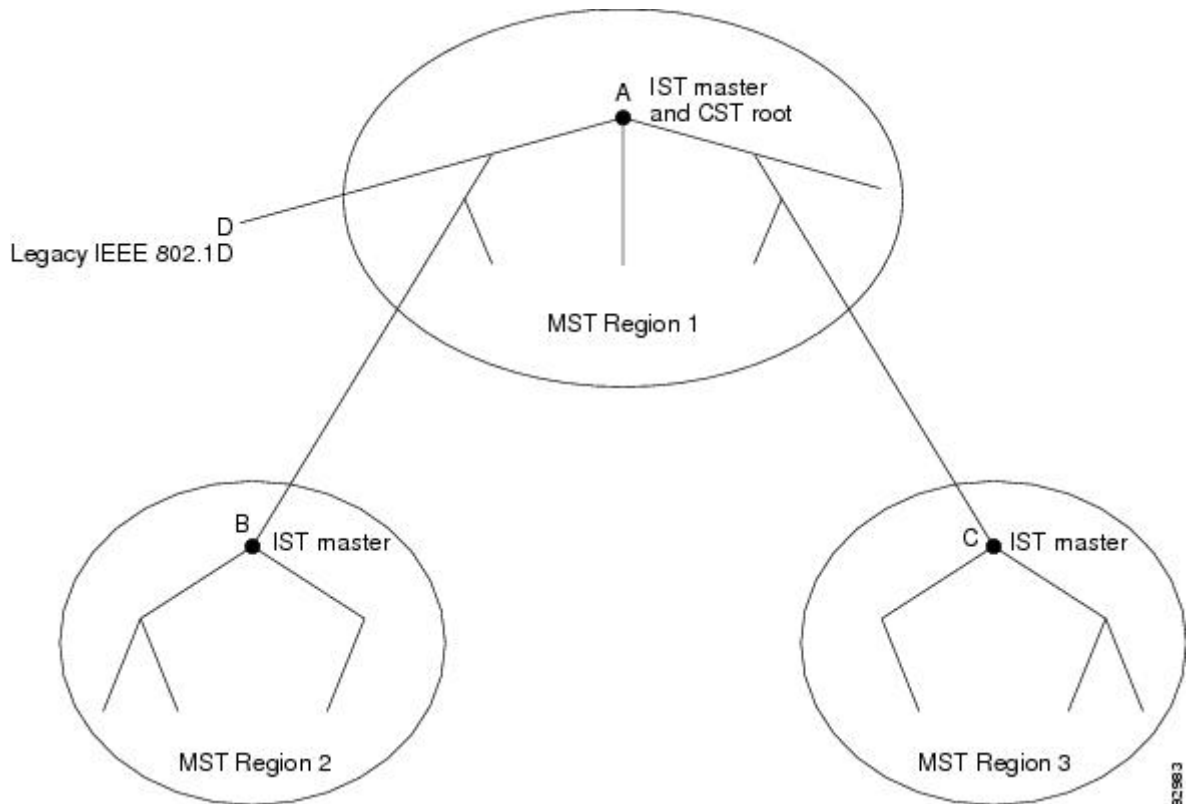 A
IST master
and CST root
D
Legacy IEEE 802.1D
MST Region 1
B
IST master
C
IST master
MST Region 2
MST Region 3
92983